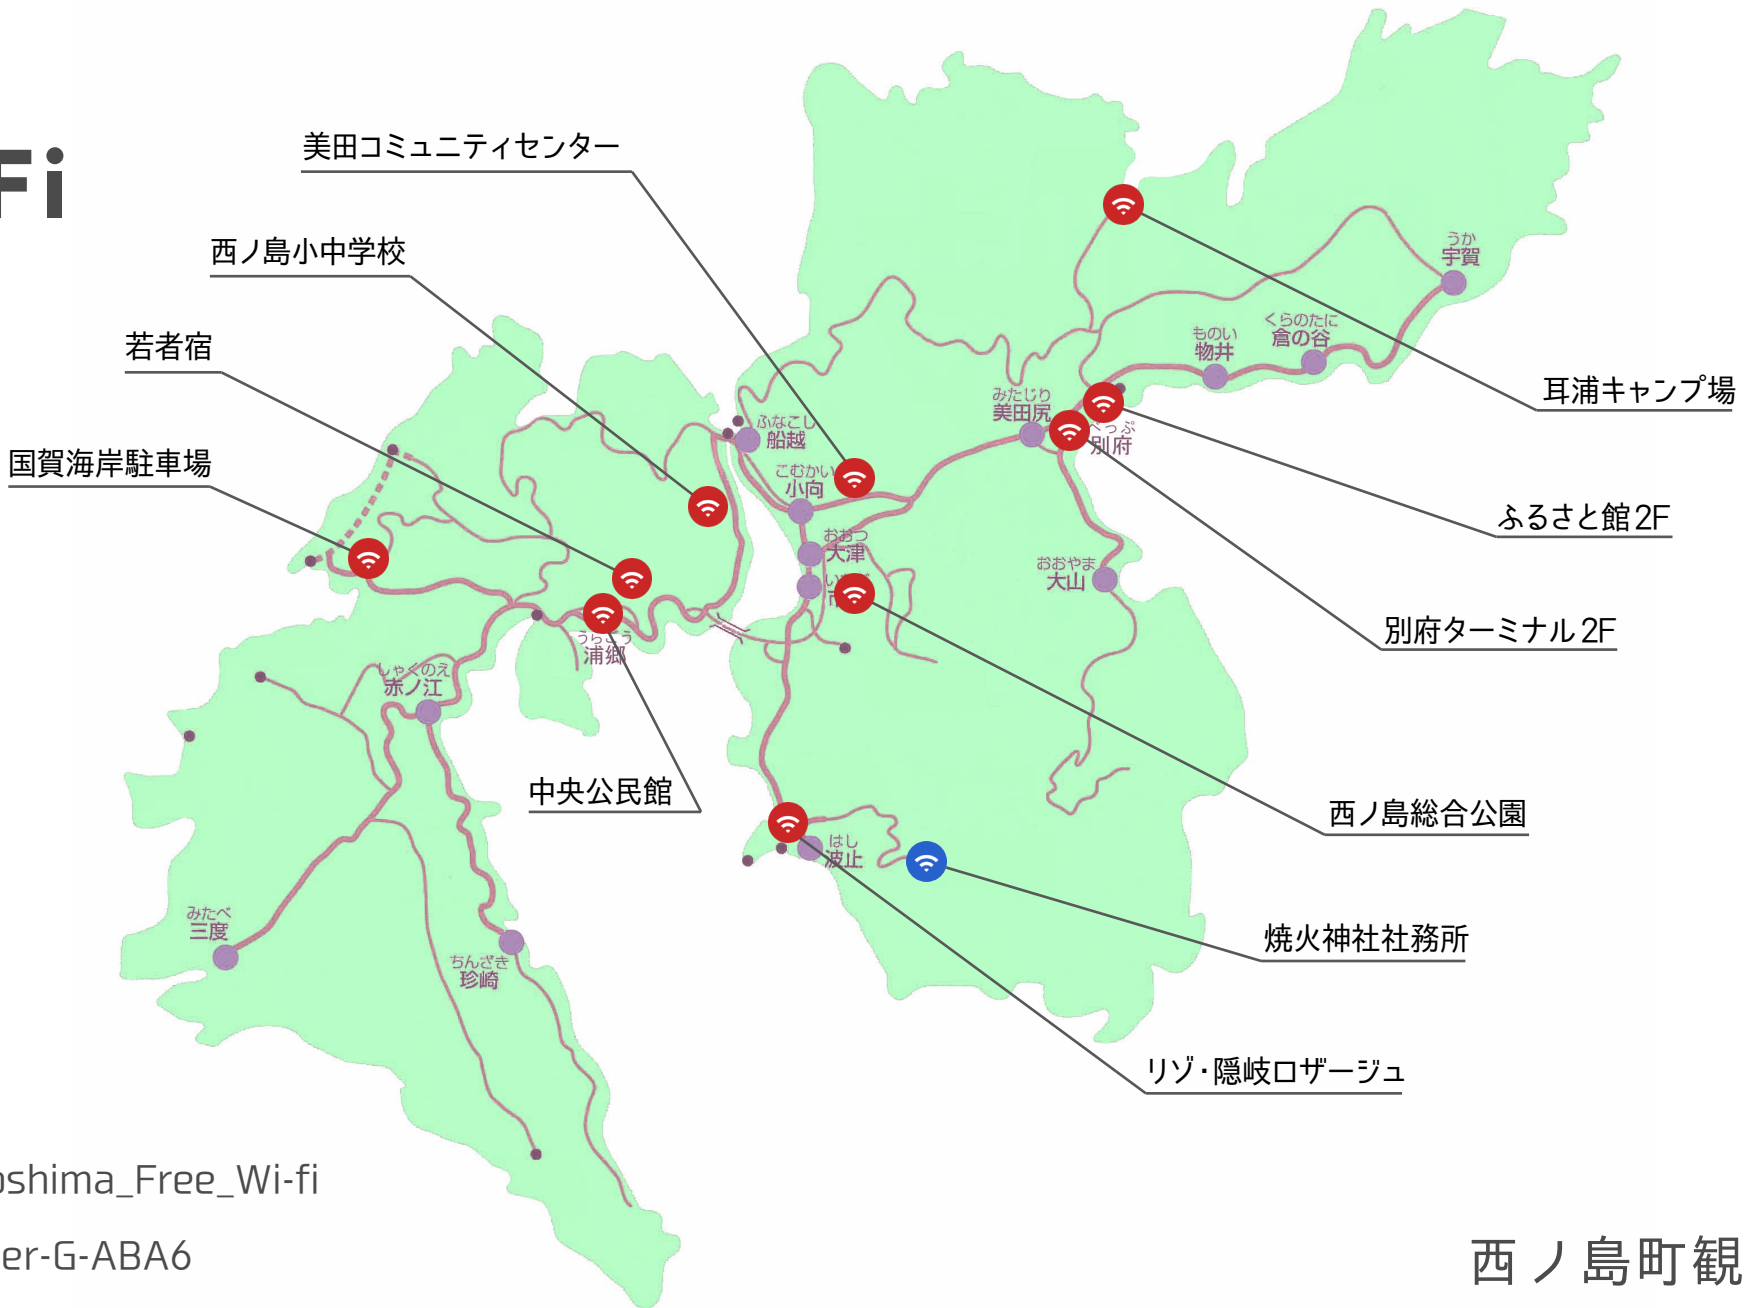 Fi
美田コミュニティセンター
西ノ島小中学校
若者宿
国賀海岸駐車場
うか
宇賀
くらのたに
倉の谷
ものい
物井
耳浦キャンプ場
みたじり
美田尻
べっぷ
別府
ふなこし
船越
こむかい
小向
ふるさと館2F
おおつ
大津
おおやま
大山
別府ターミナル2F
うらごう
浦郷
しゃくのえ
赤ノ江
中央公民館
西ノ島総合公園
はし
波止
焼火神社社務所
みたべ
三度
ちんざき
珍崎
リゾ・隠岐ロザージュ
oshima_Free_Wi-fi
er-G-ABA6
西ノ島町観